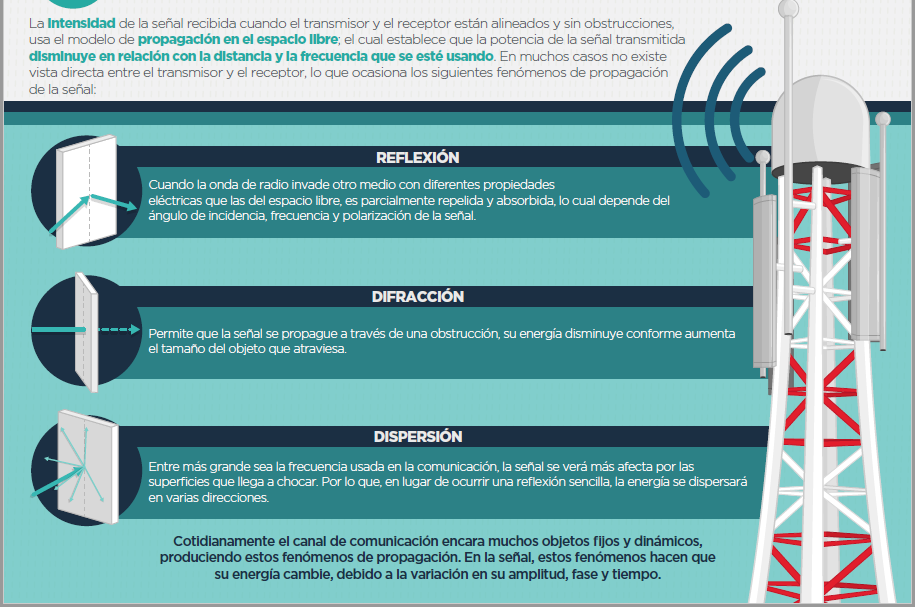 La Intensidad de la señal recibida cuando el transmisor y el receptor están alineados y sin obstrucciones,
usa el modelo de propagación en el espacio libre; el cual establece que la potencia de la señal transmitida
disminuye en relación con la distancia y la frecuencia que se esté usando. En muchos casos no existe
vista directa entre el transmisor y el receptor, lo que ocasiona los siguientes fenómenos de propagación
de la señal:
REFLEXIÓN
Cuando la onda de radio invade otro medio con diferentes propiedades
eléctricas que las del espacio libre, es parcialmente repelida y absorbida, lo cual depende del
ángulo de incidencia, frecuencia y polarización de la señal.
DIFRACCIÓN
Permite que la señal se propague a través de una obstrucción, su energía disminuye conforme aumenta
el tamaño del objeto que atraviesa.
DISPERSIÓN
Entre más grande sea la frecuencia usada en la comunicación, la señal se verá más afecta por las
superficies que llega a chocar. Por lo que, en lugar de ocurrir una reflexión sencilla, la energía se dispersará
en varias direcciones.
Cotidianamente el canal de comunicación encara muchos objetos fijos y dinámicos,
produciendo estos fenómenos de propagación. En la señal, estos fenómenos hacen que
su energía cambie, debido a la variación en su amplitud, fase y tiempo.